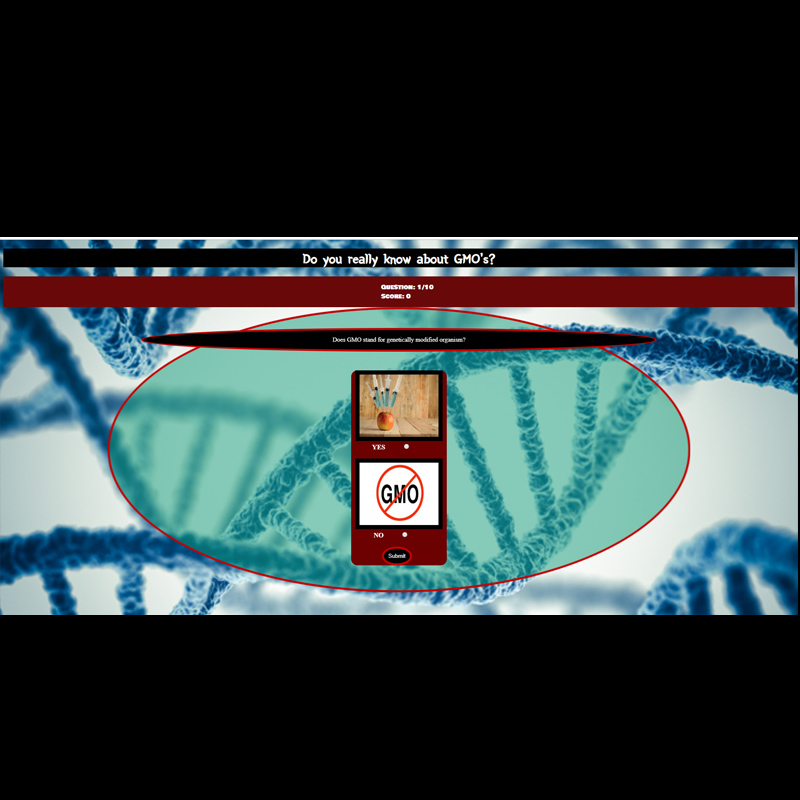 Do you really know about GMO's?
Question: 1/10
Score: 0
Does GMO stand for genetically modified organism?
YES
GMO
NO
Submit